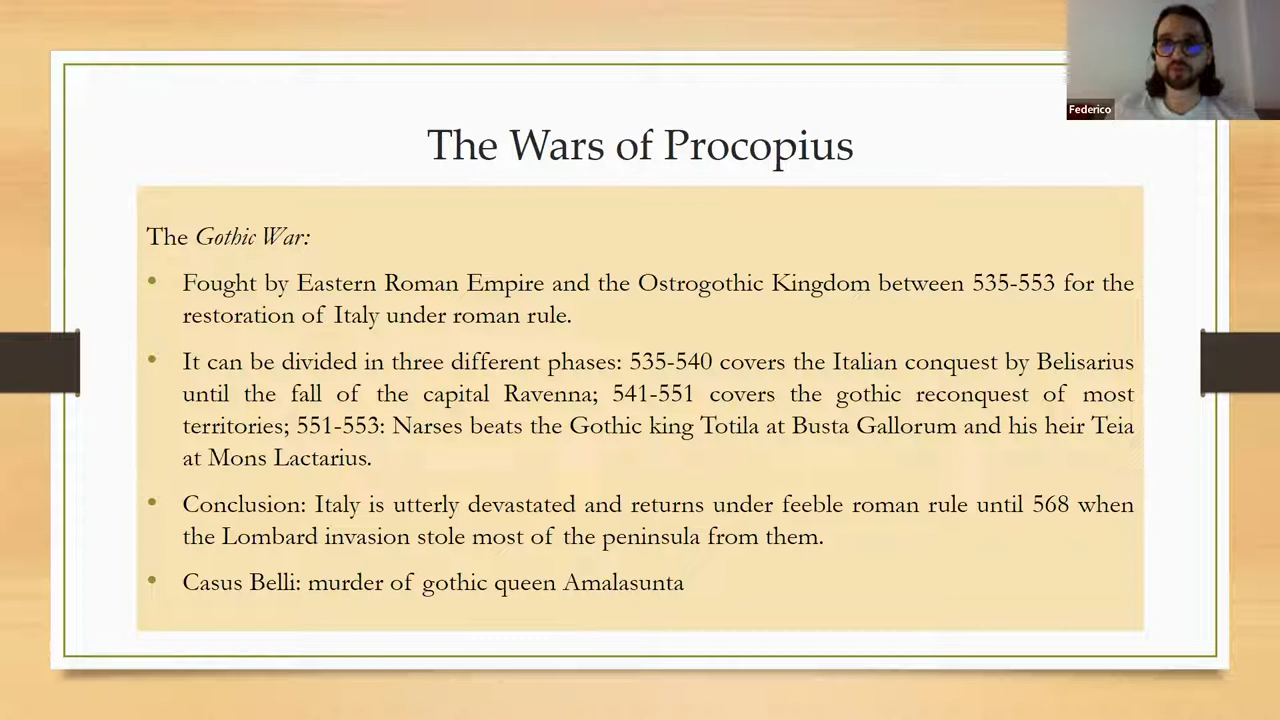 Federico
The Wars of Procopius
The Gothic War:
• Fought by Eastern Roman Empire and the Ostrogothic Kingdom between 535-553 for the
restoration of Italy under roman rule.
• It can be divided in three different phases: 535-540 covers the Italian conquest by Belisarius
until the fall of the capital Ravenna; 541-551 covers the gothic reconquest of most
territories; 551-553: Narses beats the Gothic king Totila at Busta Gallorum and his heir Teia
at Mons Lactarius.
• Conclusion: Italy is utterly devastated and returns under feeble roman rule until 568 when
the Lombard invasion stole most of the peninsula from them.
• Casus Belli: murder of gothic queen Amalasunta